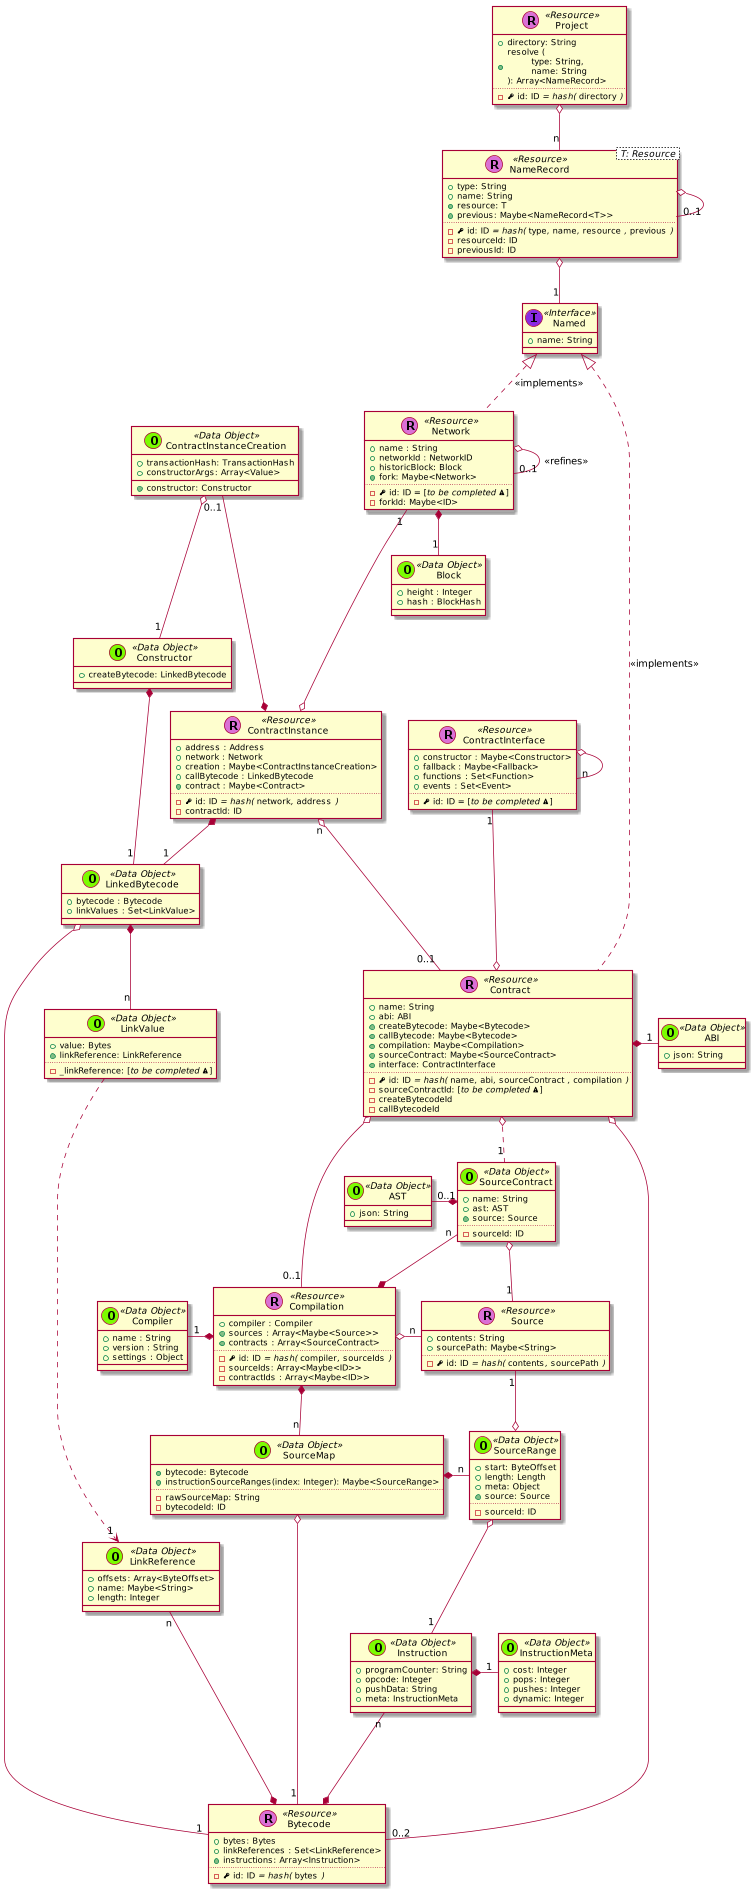 R «Resource»
Project
directory: String
resolve (
type: String,
name: String
): Array<NameRecord>
id: ID = hash( directory )
n
T: Resource
R «Resource»
NameRecord
type: String
name: String
resource: T
previous: Maybe<NameRecord<T>>
id: ID = hash( type, name, resource , previous )
resourceId: ID
previousId: ID
0..1
1
I «Interface»
Named
name: String
«implements»
O «Data Object»
ContractInstanceCreation
transactionHash: TransactionHash
constructorArgs: Array<Value>
constructor: Constructor
0..1
R «Resource»
Network
name : String
networkId : NetworkID
historicBlock: Block
fork: Maybe<Network>
id: ID = [to be completed ]
forkId: Maybe<ID>
«refines»
0..1
1
1
O «Data Object»
Block
height : Integer
hash : BlockHash
1
O «Data Object»
Constructor
createBytecode: LinkedBytecode
«implements»
R «Resource»
ContractInstance
address : Address
network : Network
creation : Maybe<ContractInstanceCreation>
callBytecode : LinkedBytecode
contract : Maybe<Contract>
id: ID = hash( network, address )
contractId: ID
n
R «Resource»
ContractInterface
constructor : Maybe<Constructor>
fallback : Maybe<Fallback>
functions : Set<Function>
events : Set<Event>
id: ID = [to be completed ]
n
1
1
1
O «Data Object»
LinkedBytecode
bytecode : Bytecode
linkValues : Set<LinkValue>
n
0..1
O «Data Object»
LinkValue
value: Bytes
linkReference: LinkReference
_linkReference: [to be completed ]
R «Resource»
Contract
name: String
abi: ABI
createBytecode: Maybe<Bytecode>
callBytecode: Maybe<Bytecode>
compilation: Maybe<Compilation>
sourceContract: Maybe<SourceContract>
interface: ContractInterface
id: ID = hash( name, abi, sourceContract , compilation )
sourceContractId: [to be completed ]
createBytecodeId
callBytecodeId
1
O «Data Object»
ABI
json: String
1
O «Data Object»
AST
json: String
0..1
O «Data Object»
SourceContract
name: String
ast: AST
source: Source
sourceId: ID
n
0..1
1
O «Data Object»
Compiler
name : String
version : String
settings : Object
1
R «Resource»
Compilation
compiler : Compiler
sources : Array<Maybe<Source>>
contracts : Array<SourceContract>
id: ID = hash( compiler, sourceIds )
sourceIds: Array<Maybe<ID>>
contractIds : Array<Maybe<ID>>
n
R «Resource»
Source
contents: String
sourcePath: Maybe<String>
id: ID = hash( contents, sourcePath )
1
n
O «Data Object»
SourceMap
bytecode: Bytecode
instructionSourceRanges(index: Integer): Maybe<SourceRange>
rawSourceMap: String
bytecodeId: ID
n
O «Data Object»
SourceRange
start: ByteOffset
length: Length
meta: Object
source: Source
sourceId: ID
1
O «Data Object»
LinkReference
offsets: Array<ByteOffset>
name: Maybe<String>
length: Integer
n
1
O «Data Object»
Instruction
programCounter: String
opcode: Integer
pushData: String
meta: InstructionMeta
n
1
O «Data Object»
InstructionMeta
cost: Integer
pops: Integer
pushes: Integer
dynamic: Integer
1
1
0..2
R «Resource»
Bytecode
bytes: Bytes
linkReferences : Set<LinkReference>
instructions: Array<Instruction>
id: ID = hash( bytes )